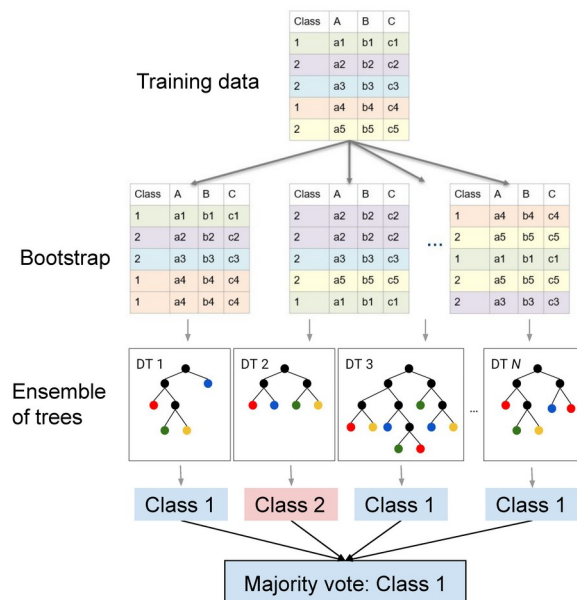 Training data
Class A B C
1 a1 b1 c1
2 a2 b2 c2
2 a3 b3 c3
1 a4 b4 c4
2 a5 b5 c5
Bootstrap
Class A B C
1 a1 b1 c1
2 a2 b2 c2
2 a3 b3 c3
1 a4 b4 c4
1 a4 b4 c4
Class A B C
2 a2 b2 c2
2 a2 b2 c2
2 a3 b3 c3
2 a5 b5 c5
1 a1 b1 c1
...
Class A B C
1 a4 b4 c4
2 a5 b5 c5
1 a1 b1 c1
2 a5 b5 c5
2 a3 b3 c3
Ensemble
of trees
DT 1
DT 2
DT 3
...
DT N
Class 1
Class 2
Class 1
Class 1
Majority vote: Class 1